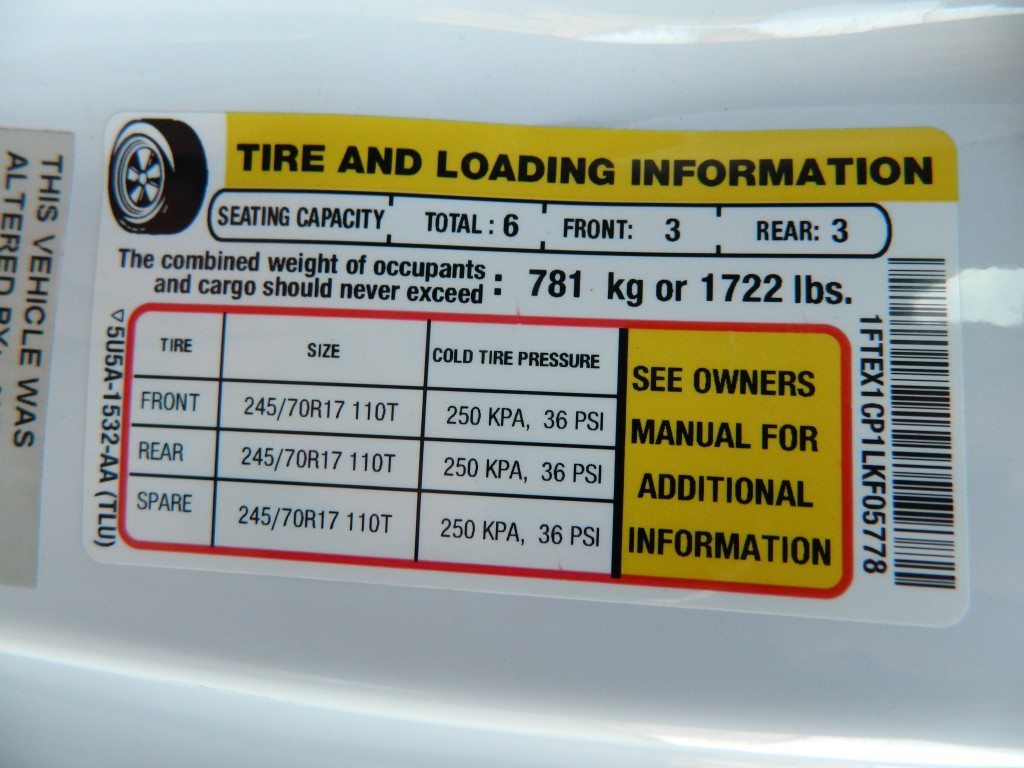 TIRE AND LOADING INFORMATION
SEATING CAPACITY TOTAL : 6 FRONT: 3 REAR: 3
The combined weight of occupants
and cargo should never exceed : 781 kg or 1722 lbs.
TIRE SIZE COLD TIRE PRESSURE
FRONT 245/70R17 110T 250 KPA, 36 PSI
REAR 245/70R17 110T 250 KPA, 36 PSI
SPARE 245/70R17 110T 250 KPA, 36 PSI
SEE OWNERS
MANUAL FOR
ADDITIONAL
INFORMATION
▽5U5A-1532-AA (TLU)
1FTEX1CP1LKF05778
THIS VEHICLE WAS
ALTERED BY: